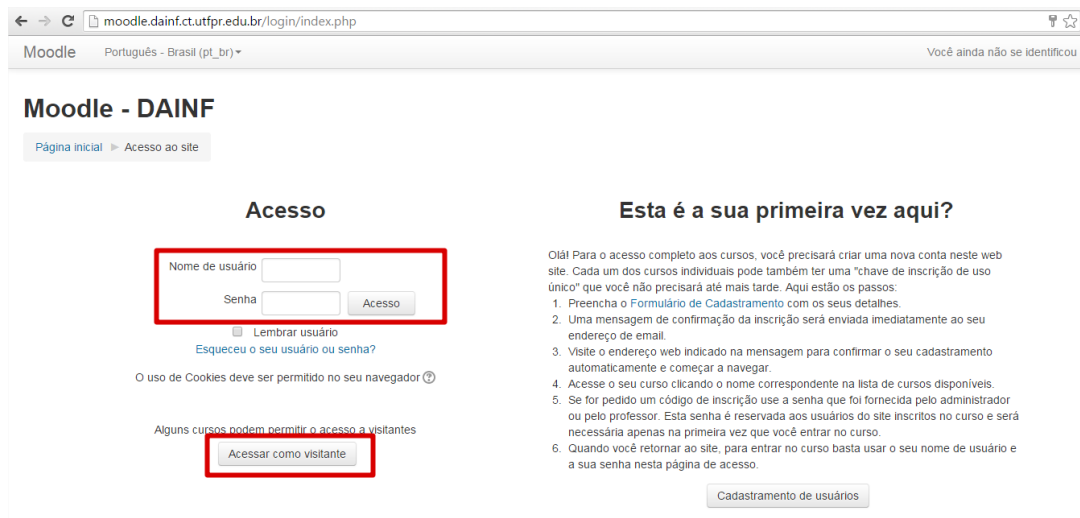 moodle.dainf.ct.utfpr.edu.br/login/index.php
Moodle Português - Brasil (pt_br) Você ainda não se identificou
Moodle - DAINF
Página inicial Acesso ao site
Acesso
Nome de usuário
Senha Acesso
Lembrar usuário
Esqueceu o seu usuário ou senha?
O uso de Cookies deve ser permitido no seu navegador
Alguns cursos podem permitir o acesso a visitantes
Acessar como visitante
Esta é a sua primeira vez aqui?
Olá! Para o acesso completo aos cursos, você precisará criar uma nova conta neste web
site. Cada um dos cursos individuais pode também ter uma "chave de inscrição de uso
único" que você não precisará até mais tarde. Aqui estão os passos:
1. Preencha o Formulário de Cadastramento com os seus detalhes.
2. Uma mensagem de confirmação da inscrição será enviada imediatamente ao seu
endereço de email.
3. Visite o endereço web indicado na mensagem para confirmar o seu cadastramento
automaticamente e começar a navegar.
4. Acesse o seu curso clicando o nome correspondente na lista de cursos disponíveis.
5. Se for pedido um código de inscrição use a senha que foi fornecida pelo administrador
ou pelo professor. Esta senha é reservada aos usuários do site inscritos no curso e será
necessária apenas na primeira vez que você entrar no curso.
6. Quando você retornar ao site, para entrar no curso basta usar o seu nome de usuário e
a sua senha nesta página de acesso.
Cadastramento de usuários